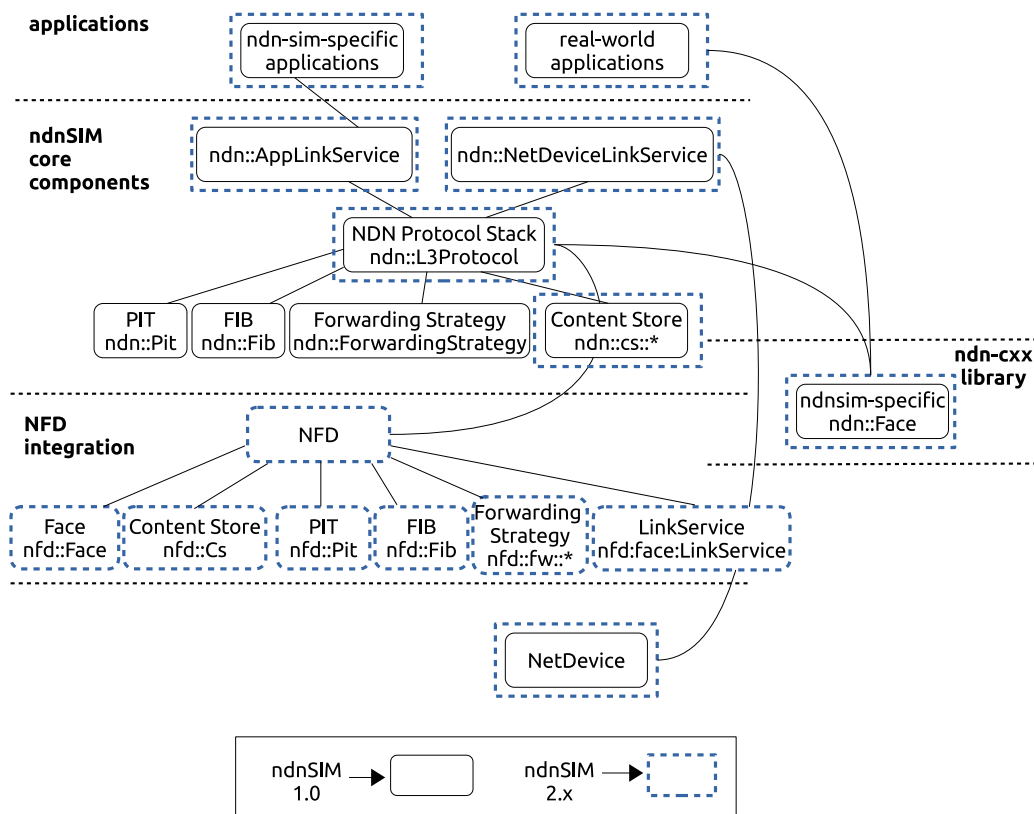 applications
ndn-sim-specific
applications
real-world
applications
ndnSIM
core
components
ndn::AppLinkService
ndn::NetDeviceLinkService
NDN Protocol Stack
ndn::L3Protocol
PIT
ndn::Pit
FIB
ndn::Fib
Forwarding Strategy
ndn::ForwardingStrategy
Content Store
ndn::cs::*
ndn-cxx
library
ndnsim-specific
ndn::Face
NFD
integration
NFD
Face
nfd::Face
Content Store
nfd::Cs
PIT
nfd::Pit
FIB
nfd::Fib
Forwarding
Strategy
nfd::fw::*
LinkService
nfd:face:LinkService
NetDevice
ndnSIM
1.0
ndnSIM
2.x